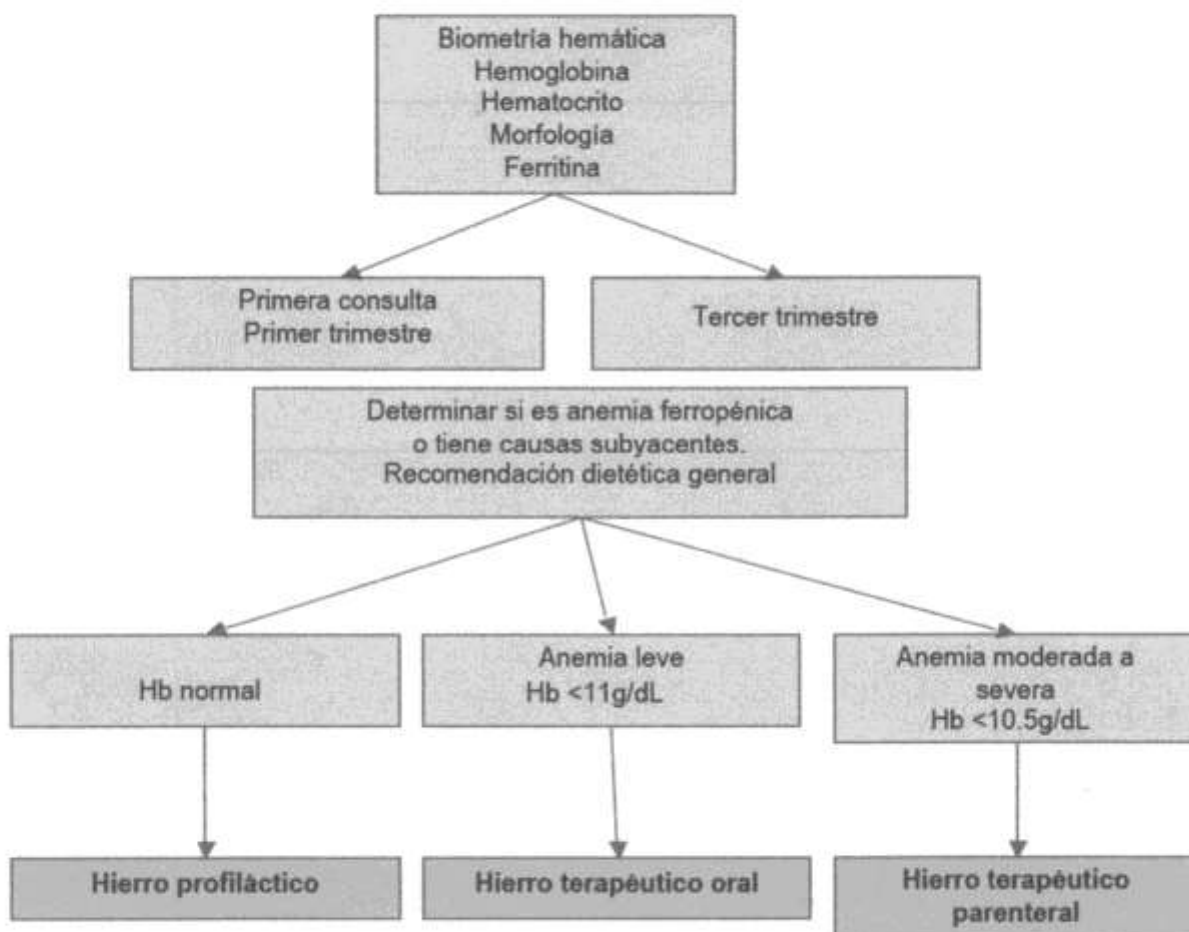 Biometría hemática
Hemoglobina
Hematocrito
Morfología
Ferritina
Primera consulta
Primer trimestre
Tercer trimestre
Determinar si es anemia ferropénica
o tiene causas subyacentes.
Recomendación dietética general
Hb normal
Anemia leve
Hb <11g/dL
Anemia moderada a
severa
Hb <10.5g/dL
Hierro profiláctico
Hierro terapéutico oral
Hierro terapéutico
parenteral